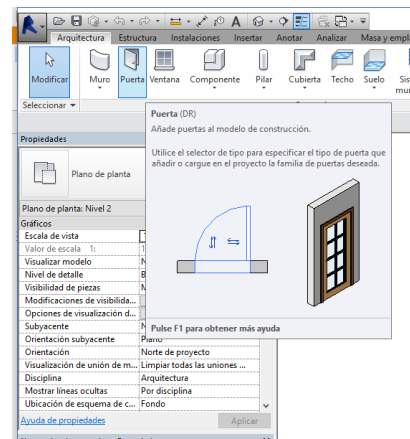 Arquitectura Estructura Instalaciones Insertar Anotar Analizar Masa y empla
Modificar Muro Puerta Ventana Componente Pilar Cubierta Techo Suelo Sis
mur
Seleccionar
Puerta (DR)
Añade puertas al modelo de construcción.
Utilice el selector de tipo para especificar el tipo de puerta que
añadir o cargue en el proyecto la familia de puertas deseada.
Pulse F1 para obtener más ayuda
Propiedades
Plano de planta
Plano de planta: Nivel 2
Gráficos
Escala de vista
Valor de escala 1: 1
Visualizar modelo N
Nivel de detalle B
Visibilidad de piezas M
Modificaciones de visibilida...
Opciones de visualización d...
Subyacente N
Orientación subyacente Plano
Orientación Norte de proyecto
Visualización de unión de m... Limpiar todas las uniones ...
Disciplina Arquitectura
Mostrar líneas ocultas Por disciplina
Ubicación de esquema de c... Fondo
Ayuda de propiedades Aplicar